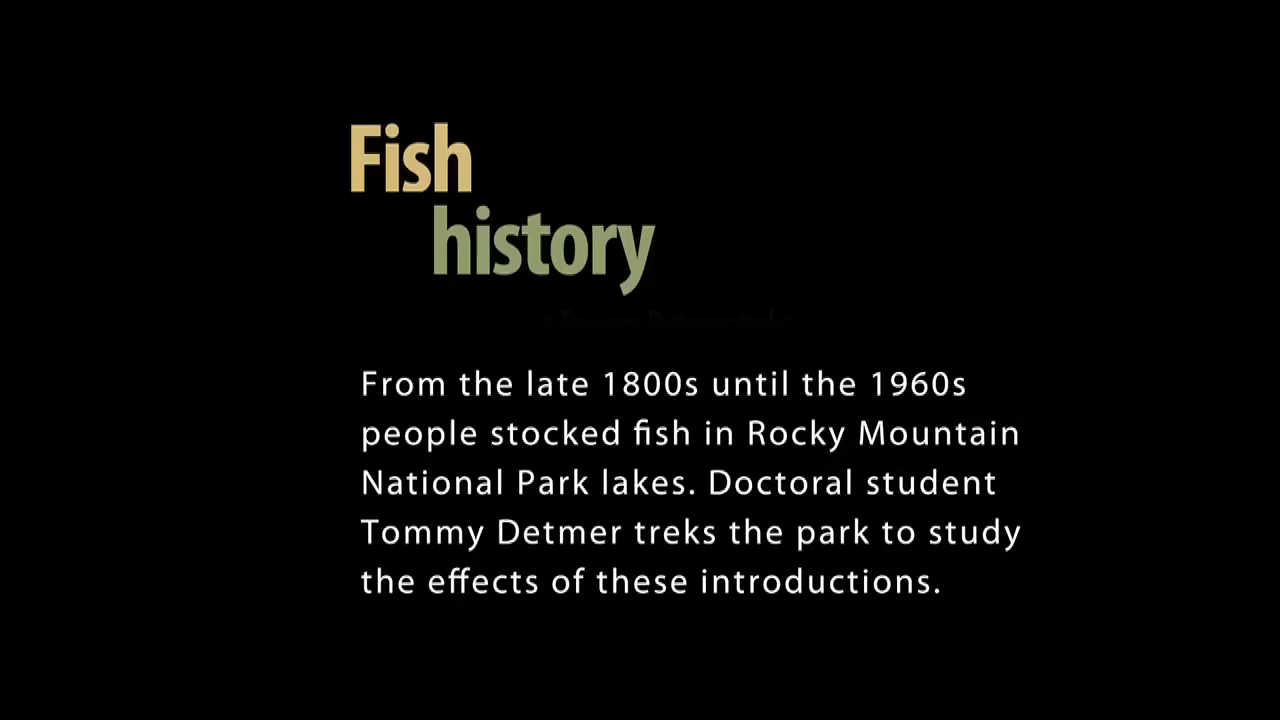 Fish
history
From the late 1800s until the 1960s
people stocked fish in Rocky Mountain
National Park lakes. Doctoral student
Tommy Detmer treks the park to study
the effects of these introductions.